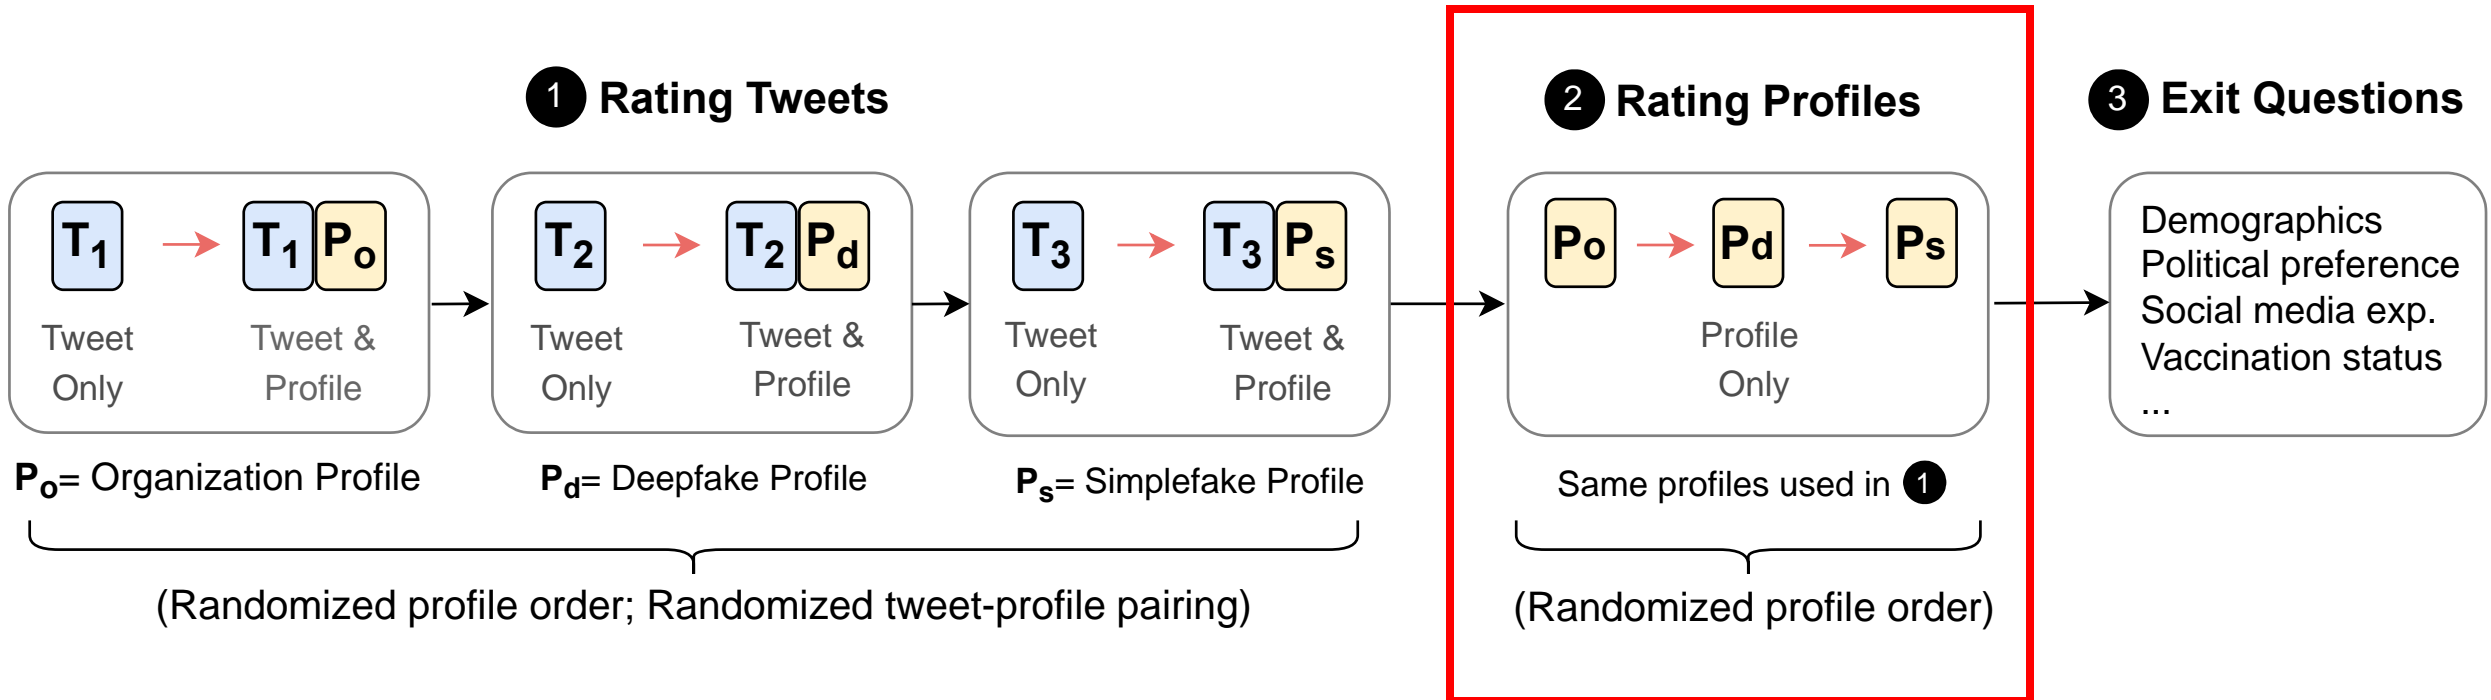 1 Rating Tweets
T1 T1 Po
Tweet Only
Tweet & Profile
T2 T2 Pd
Tweet Only
Tweet & Profile
T3 T3 Ps
Tweet Only
Tweet & Profile
Po= Organization Profile
Pd= Deepfake Profile
Ps= Simplefake Profile
(Randomized profile order; Randomized tweet-profile pairing)
2 Rating Profiles
Po Pd Ps
Profile
Only
Same profiles used in 1
(Randomized profile order)
3 Exit Questions
Demographics
Political preference
Social media exp.
Vaccination status
...